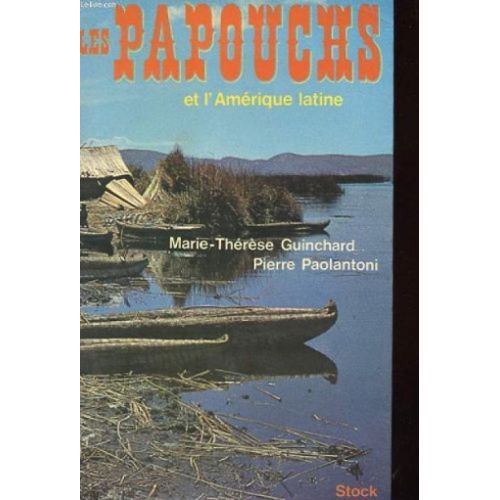 LES PAPOUCHS
et l'Amérique latine
Marie-Thérèse Guinchard
Pierre Paolantoni
Stock